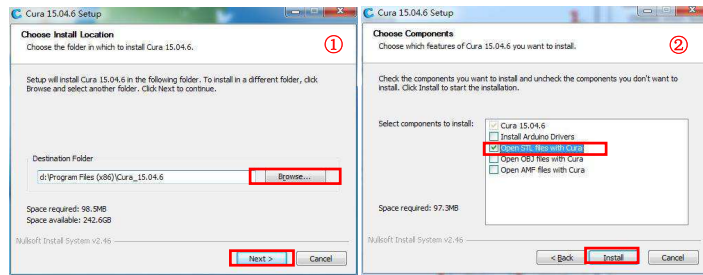 Cura 15.04.6 Setup
Choose Install Location
Choose the folder in which to install Cura 15.04.6.
①
Setup will install Cura 15.04.6 in the following folder. To install in a different folder, click
Browse and select another folder. Click Next to continue.
Destination Folder
d:\Program Files (x86)\Cura_15.04.6
Browse...
Space required: 98.5MB
Space available: 242.6GB
Nullsoft Install System v2.46
Next >
Cancel
Cura 15.04.6 Setup
Choose Components
Choose which features of Cura 15.04.6 you want to install.
②
Check the components you want to install and uncheck the components you don't want to
install. Click Install to start the installation.
Select components to install:
Cura 15.04.6
Install Arduino Drivers
Open STL files with Cura
Open OBJ files with Cura
Open AMF files with Cura
Space required: 97.3MB
Nullsoft Install System v2.46
< Back
Install
Cancel